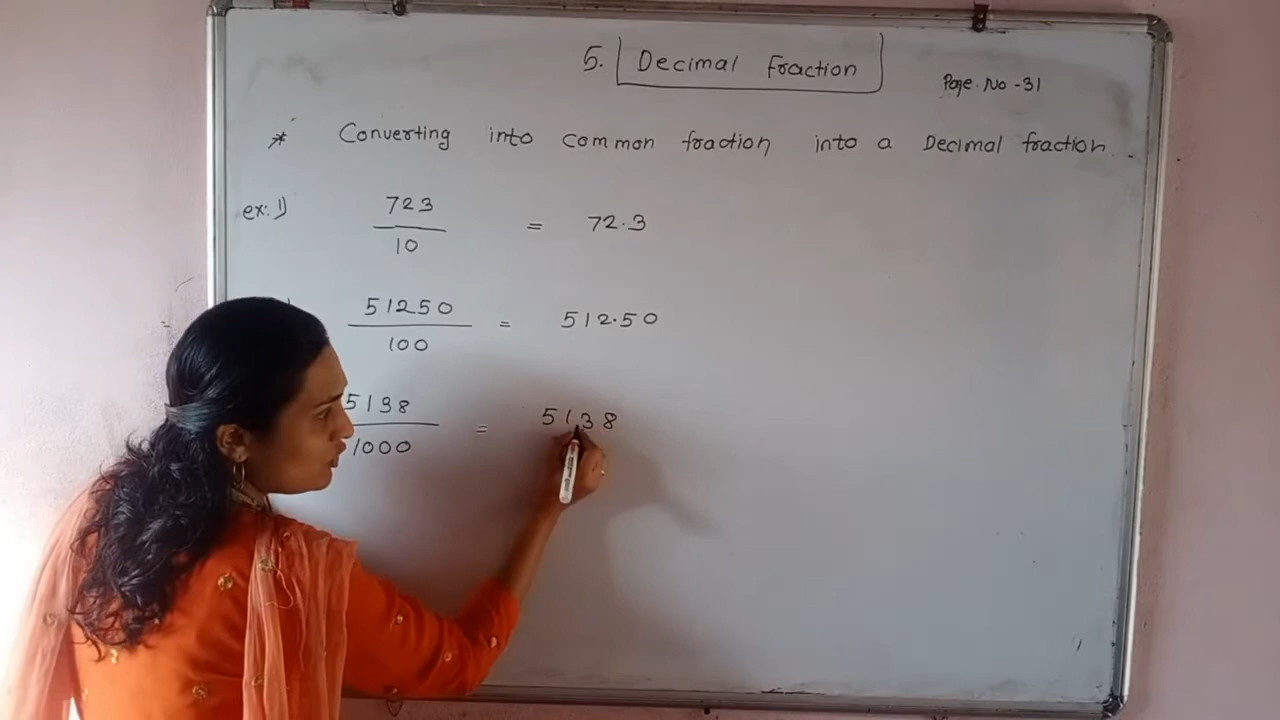 5. Decimal Fraction
Page. No - 31
* Converting into common fraction into a Decimal fraction.
ex: 1) 723/10 = 72.3
51250/100 = 512.50
5138/1000 = 5138